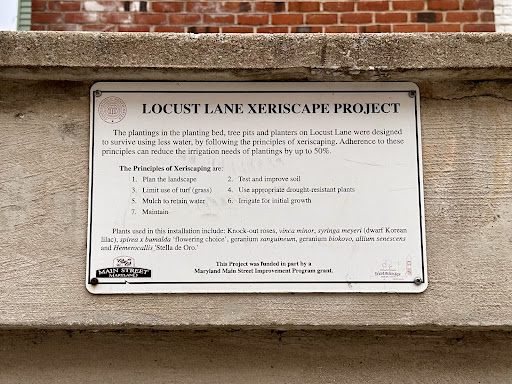 LOCUST LANE XERISCAPE PROJECT
The plantings in the planting bed, tree pits and planters on Locust Lane were designed
to survive using less water, by following the principles of xeriscaping. Adherence to these
principles can reduce the irrigation needs of plantings by up to 50%.
The Principles of Xeriscaping are:
1. Plan the landscape 2. Test and improve soil
3. Limit use of turf (grass) 4. Use appropriate drought-resistant plants
5. Mulch to retain water 6. Irrigate for initial growth
7. Maintain
Plants used in this installation include: Knock-out roses, vinca minor, syringa meyeri (dwarf Korean
lilac), spirea x bumalda 'flowering choice', geranium sanguineum, geranium biokovo, allium senescens
and Hemerocallis 'Stella de Oro.'
This Project was funded in part by a
Maryland Main Street Improvement Program grant.
MAIN STREET
MARYLAND